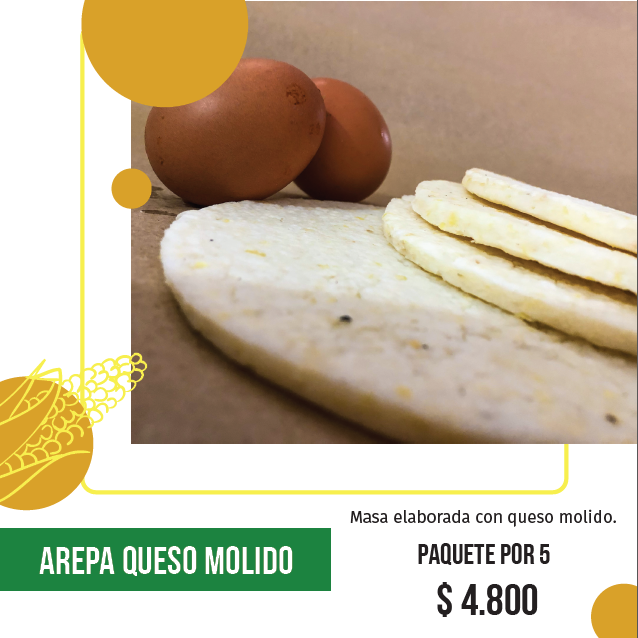 Masa elaborada con queso molido.
AREPA QUESO MOLIDO
PAQUETE POR 5
$ 4.800